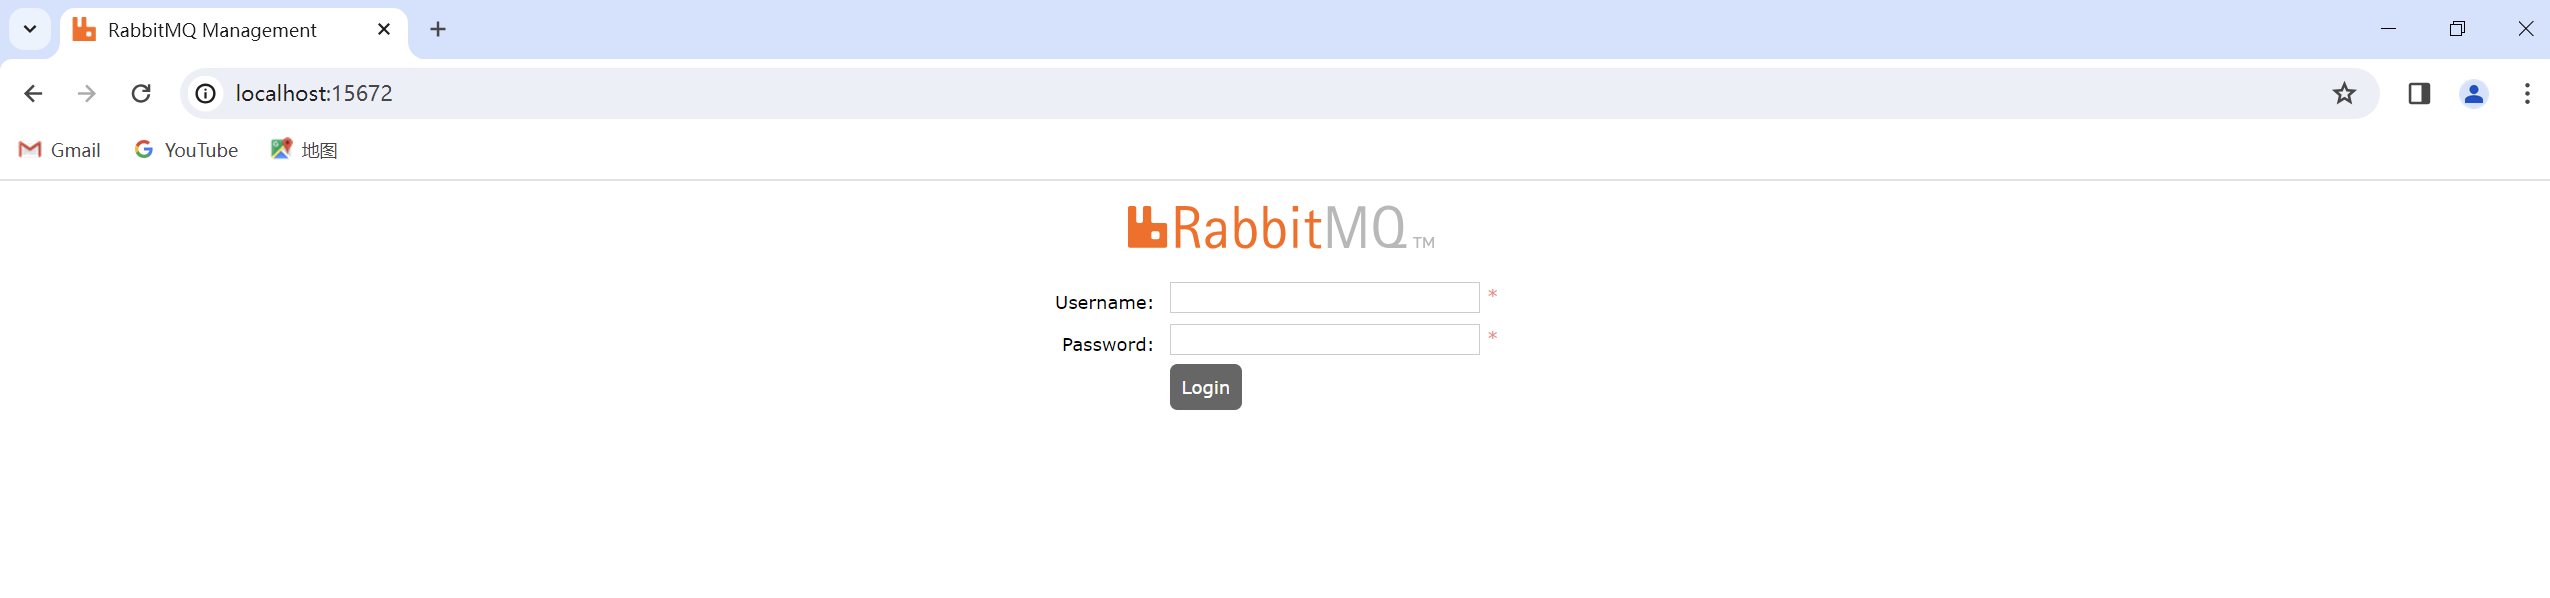 RabbitMQ Management
localhost:15672
Gmail YouTube 地图
RabbitMQ TM
Username: *
Password: *
Login